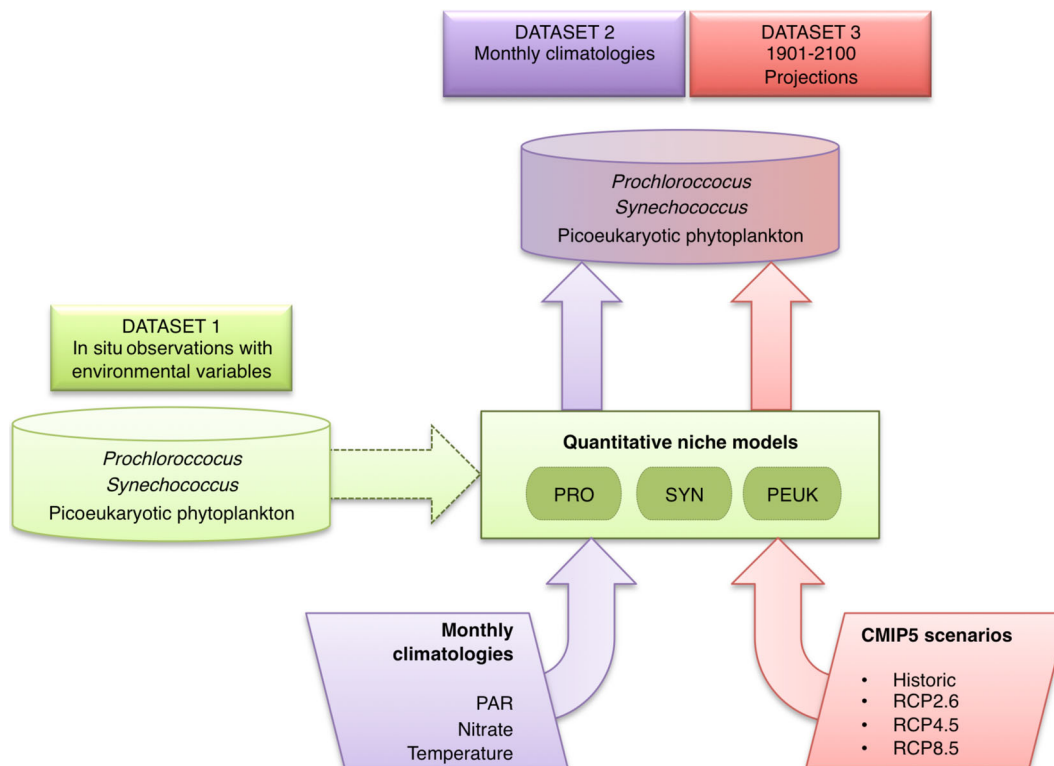 DATASET 2
Monthly climatologies
DATASET 3
1901-2100
Projections
Prochloroccocus
Synechococcus
Picoeukaryotic phytoplankton
DATASET 1
In situ observations with
environmental variables
Prochloroccocus
Synechococcus
Picoeukaryotic phytoplankton
Quantitative niche models
PRO
SYN
PEUK
Monthly
climatologies
PAR
Nitrate
Temperature
CMIP5 scenarios
• Historic
• RCP2.6
• RCP4.5
• RCP8.5